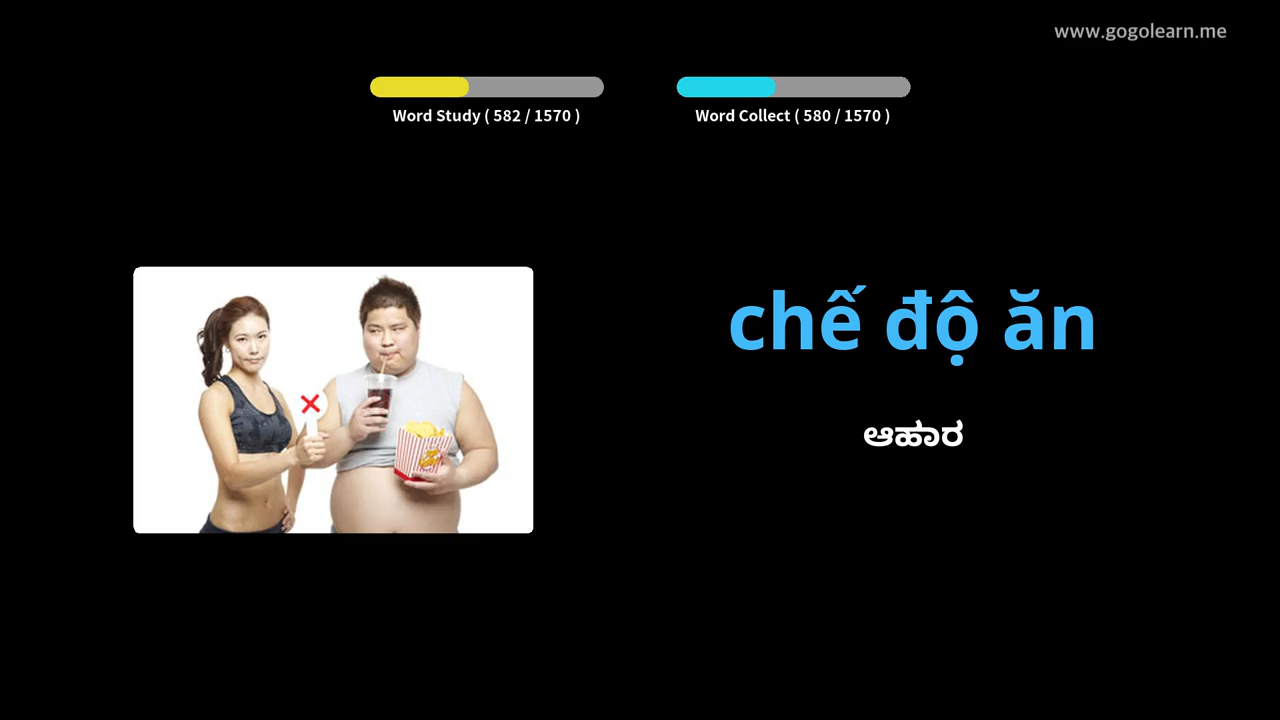 www.gogolearn.me
Word Study ( 582 / 1570 )
Word Collect ( 580 / 1570 )
chế độ ăn
ಆಹಾರ